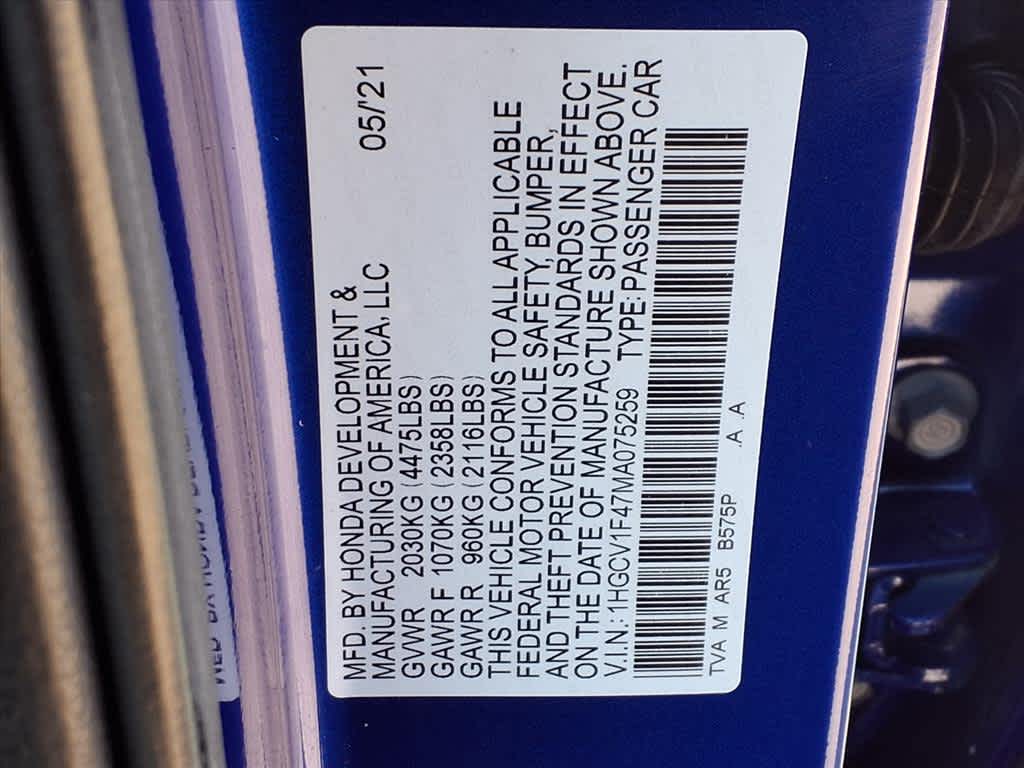 MFD. BY HONDA DEVELOPMENT &
MANUFACTURING OF AMERICA, LLC 05/'21
GVWR 2030KG (4475LBS)
GAWR F 1070KG (2358LBS)
GAWR R 960KG (2116LBS)
THIS VEHICLE CONFORMS TO ALL APPLICABLE
FEDERAL MOTOR VEHICLE SAFETY, BUMPER,
AND THEFT PREVENTION STANDARDS IN EFFECT
ON THE DATE OF MANUFACTURE SHOWN ABOVE.
V.I.N.: 1HGCV1F47MA075259 TYPE: PASSENGER CAR
TVA M AR5 B575P .A .A